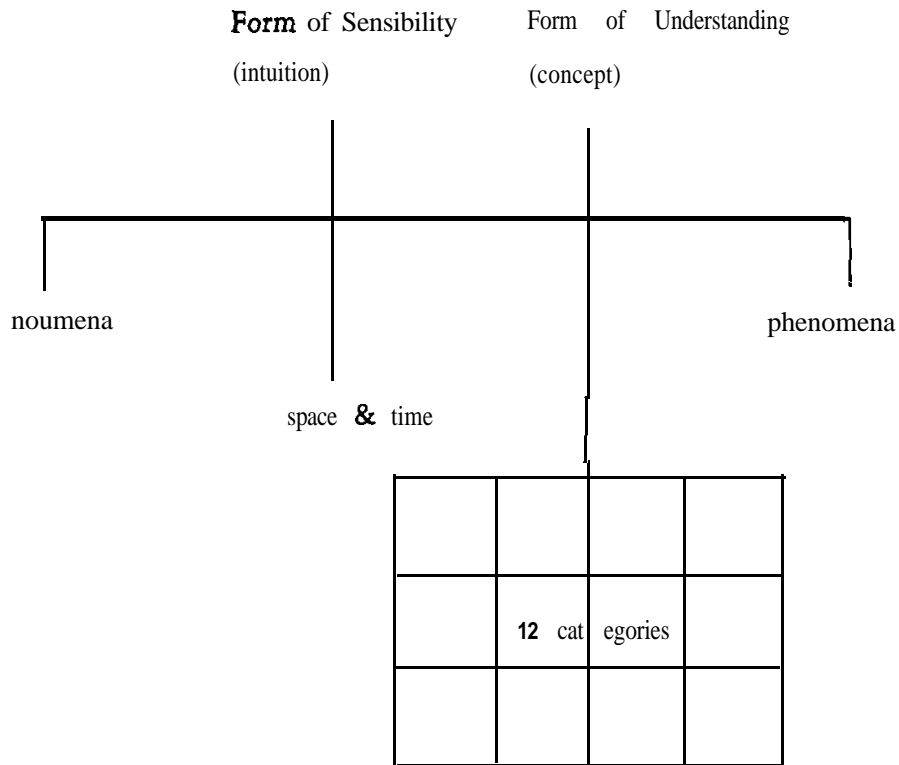 Form of Sensibility
Form of Understanding
(intuition)
(concept)
noumena
phenomena
space & time
12 cat egories